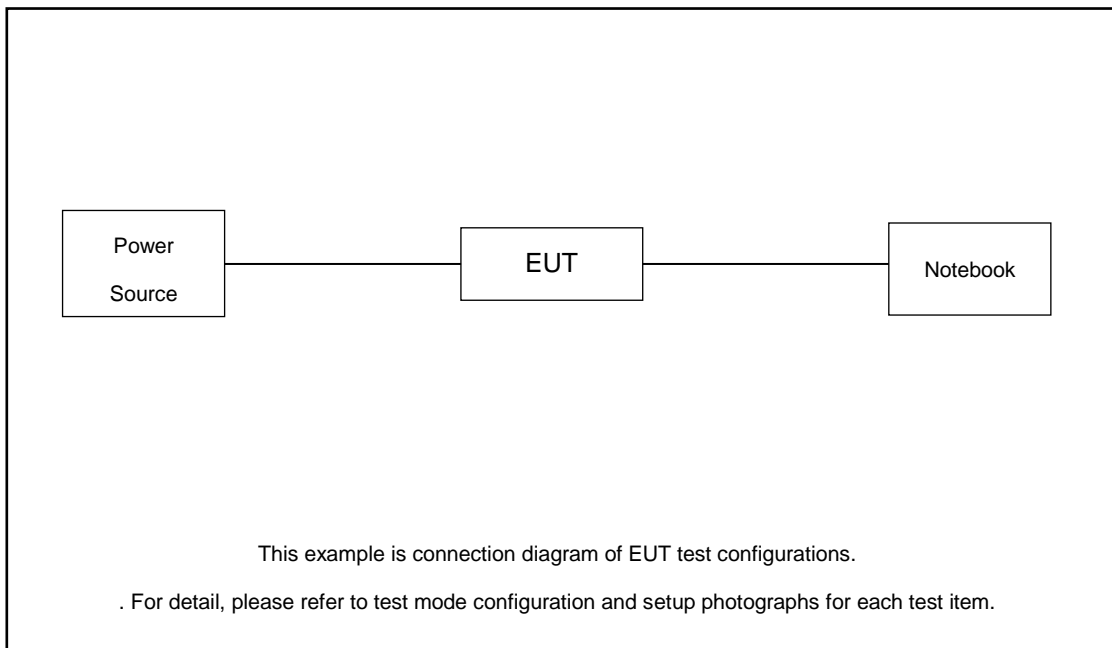 Power
Source
EUT
Notebook
This example is connection diagram of EUT test configurations.
. For detail, please refer to test mode configuration and setup photographs for each test item.